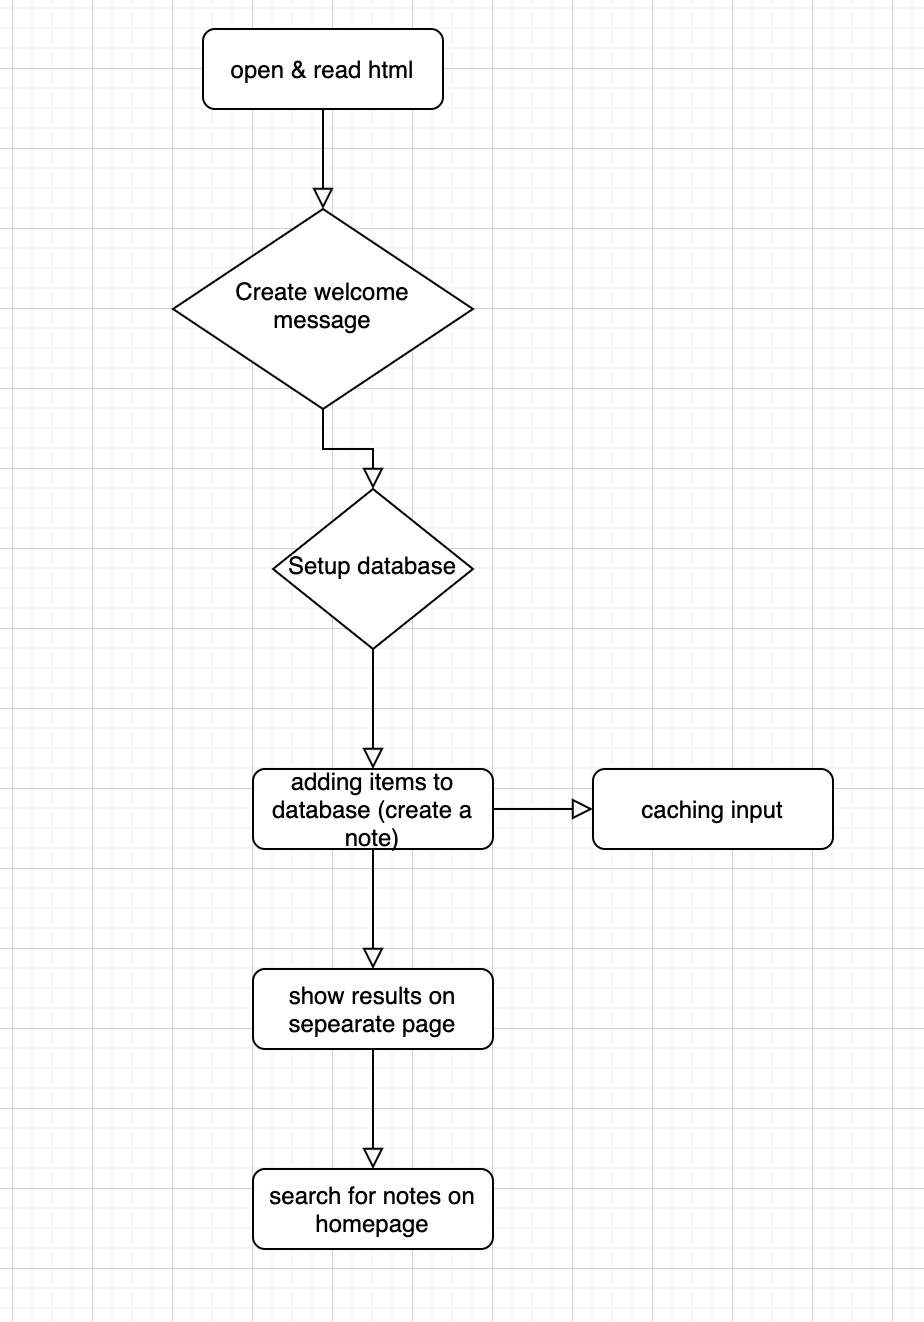 open & read html
Create welcome
message
Setup database
adding items to
database (create a
note)
caching input
show results on
sepearate page
search for notes on
homepage